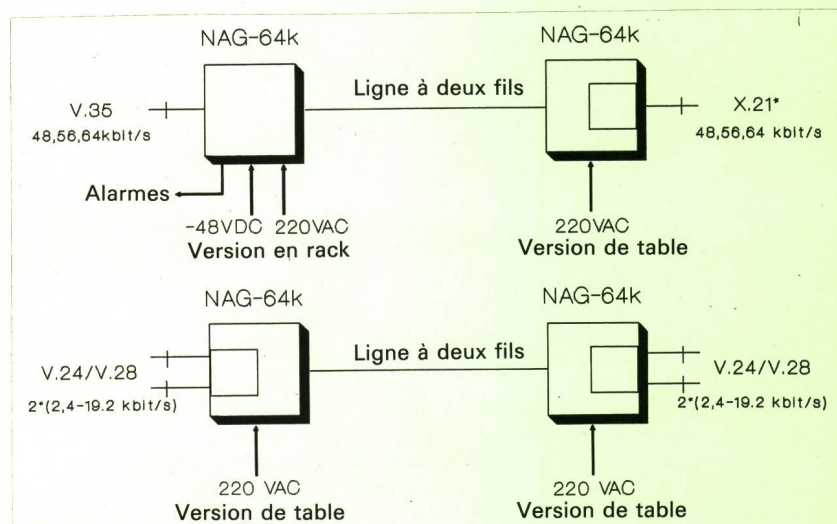 NAG-64k
NAG-64k
V.35
48,56,64kbit/s
Ligne à deux fils
X.21*
48,56,64 kbit/s
Alarmes
-48VDC 220VAC
Version en rack
220VAC
Version de table
NAG-64k
NAG-64k
V.24/V.28
2*(2,4-19.2 kbit/s)
Ligne à deux fils
V.24/V.28
2*(2,4-19.2 kbit/s)
220 VAC
Version de table
220 VAC
Version de table